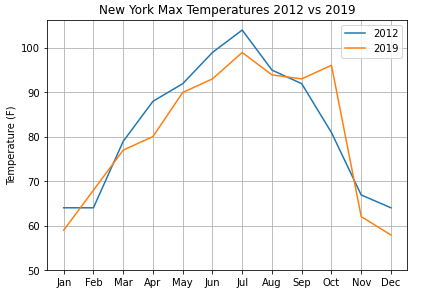 New York Max Temperatures 2012 vs 2019
2012
2019
Temperature (F)
100
90
80
70
60
50
Jan Feb Mar Apr May Jun Jul Aug Sep Oct Nov Dec